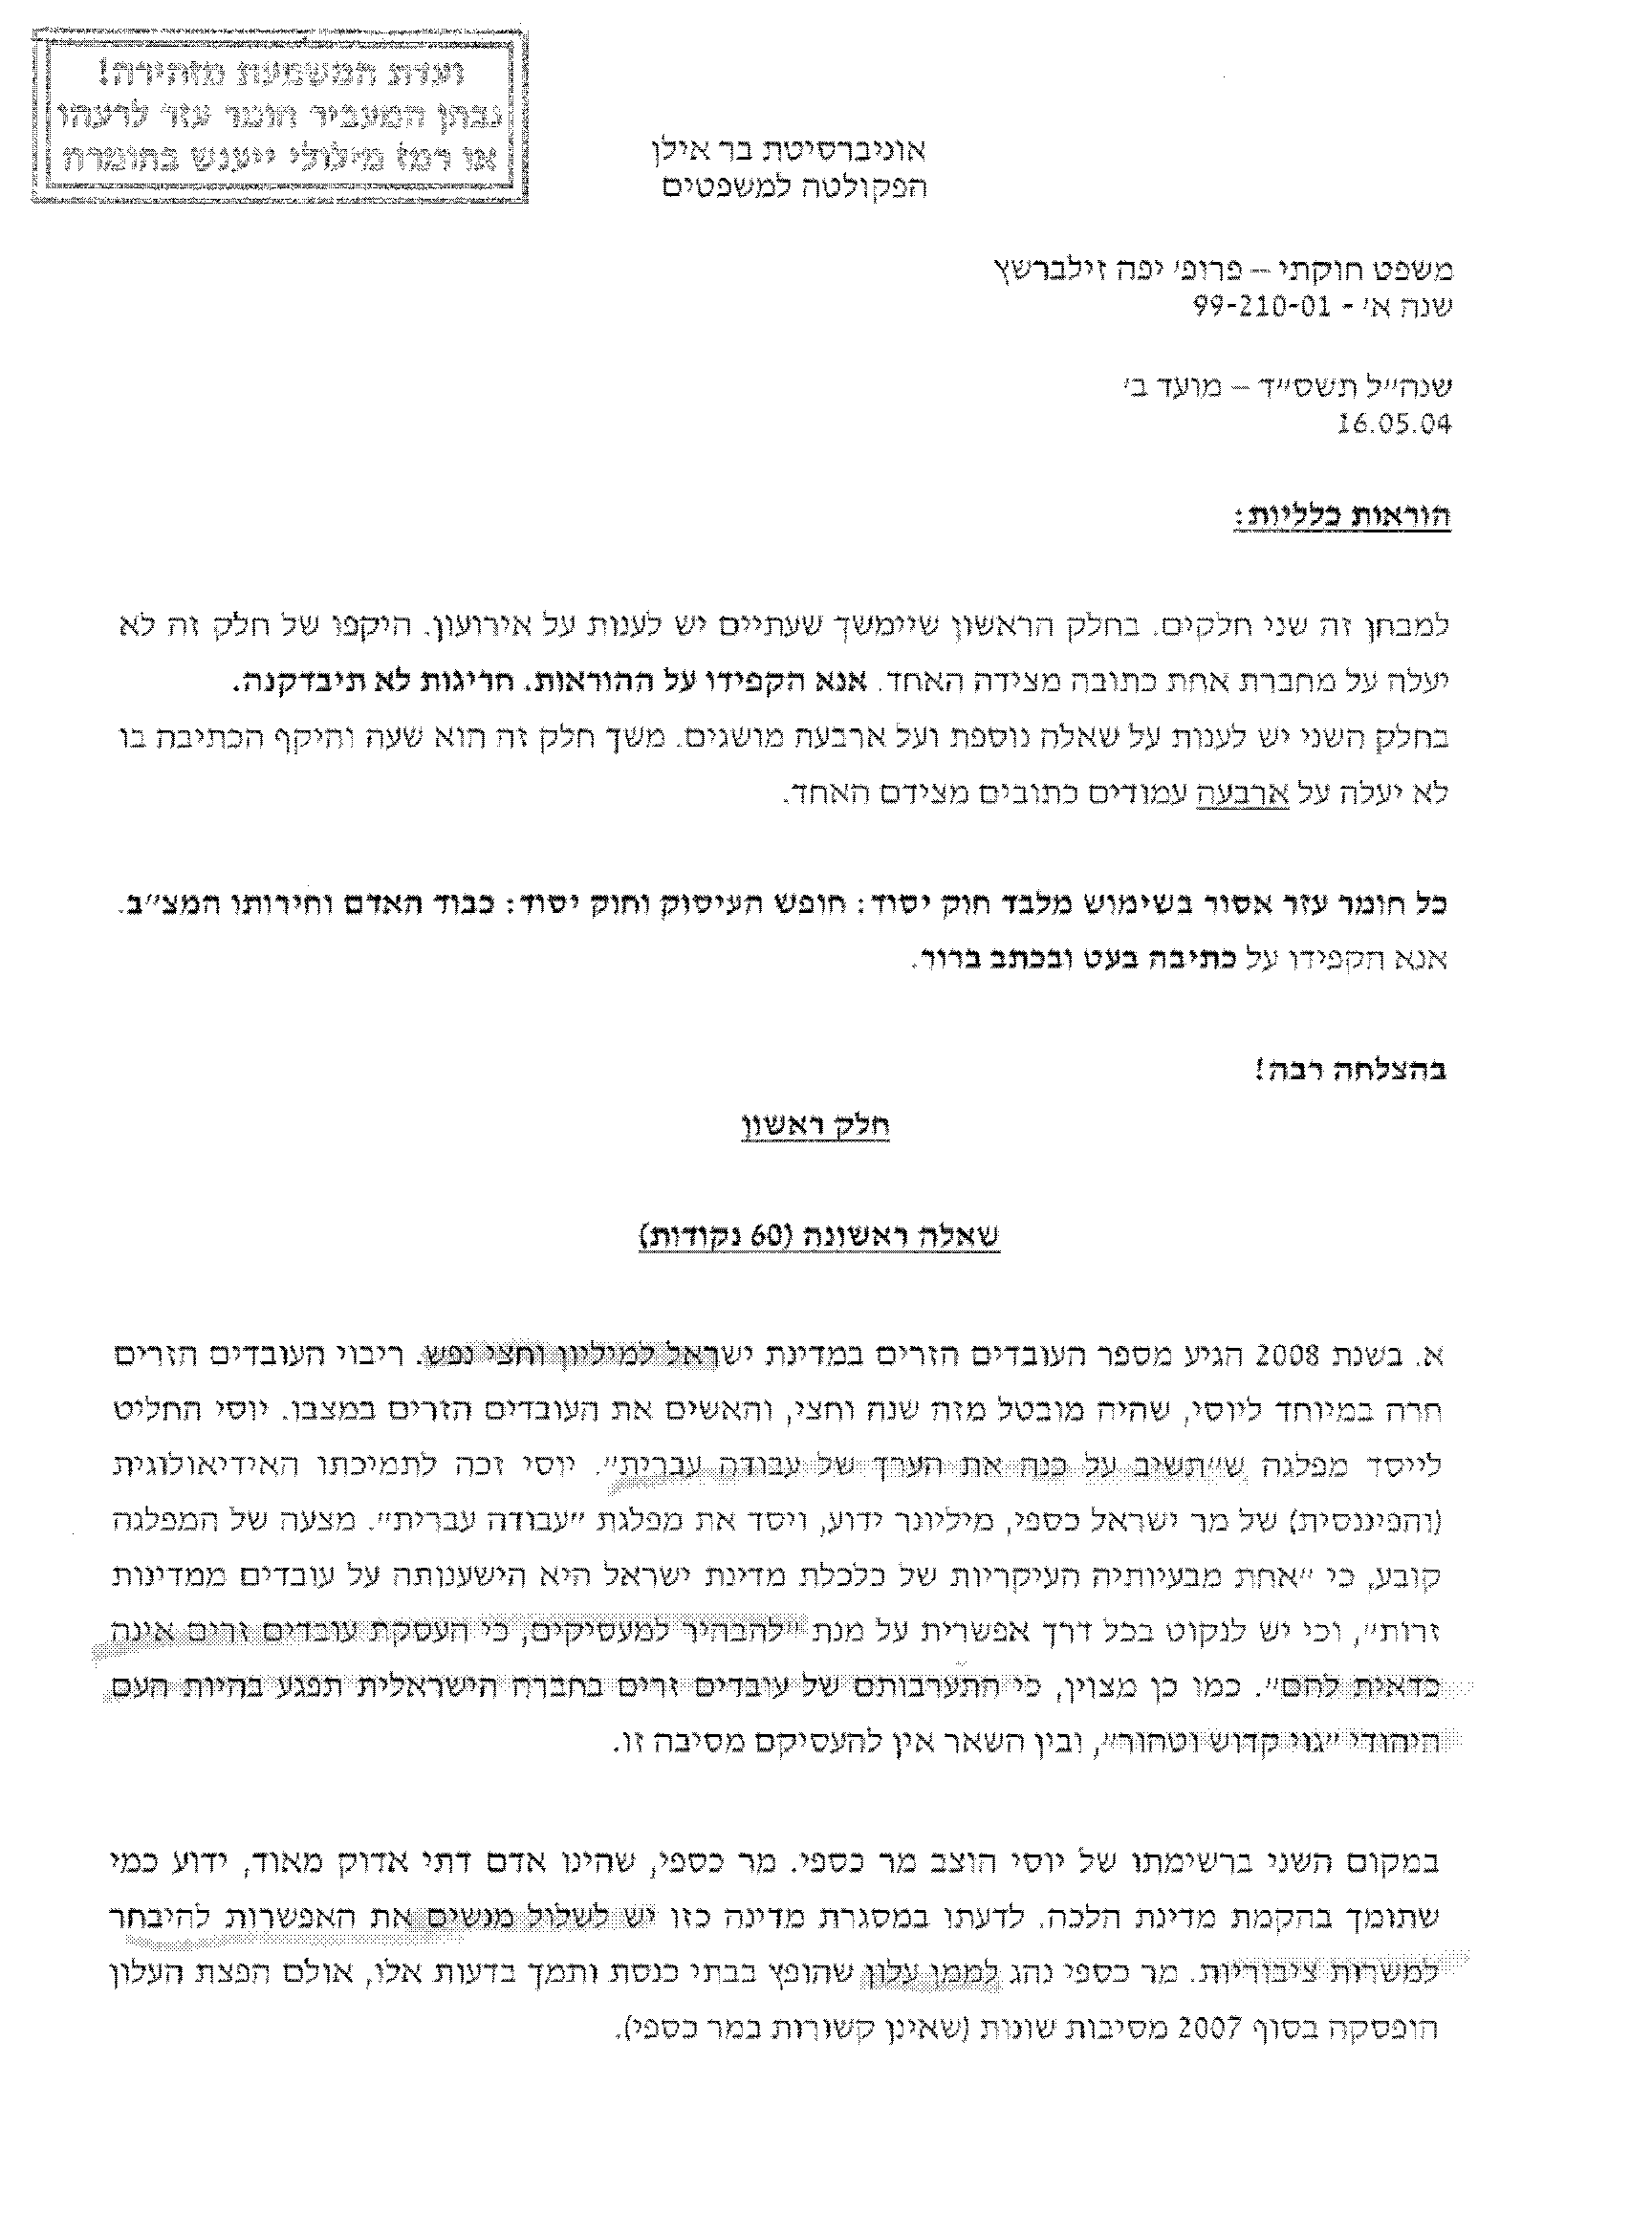 ועדת המשמעת מזהירה!
נבחן המעביר חומר עזר לרעהו
או רמז מילולי ייענש בחומרה
אוניברסיטת בר אילן
הפקולטה למשפטים
משפט חוקתי – פרופ' יפה זילברשץ
שנה א' - 99-210-01
שנה"ל תשס"ד – מועד ב'
16.05.04
הוראות כלליות:
למבחן זה שני חלקים. בחלק הראשון שיימשך שעתיים יש לענות על אירועון. היקפו של חלק זה לא
יעלה על מחברת אחת כתובה מצידה האחד. אנא הקפידו על ההוראות. חריגות לא תיבדקנה.
בחלק השני יש לענות על שאלה נוספת ועל ארבעה מושגים. משך חלק זה הוא שעה והיקף הכתיבה בו
לא יעלה על ארבעה עמודים כתובים מצידם האחד.
כל חומר עזר אסור בשימוש מלבד חוק יסוד: חופש העיסוק וחוק יסוד: כבוד האדם וחירותו המצ"ב.
אנא הקפידו על כתיבה בעט ובכתב ברור.
בהצלחה רבה!
חלק ראשון
שאלה ראשונה (60 נקודות)
א. בשנת 2008 הגיע מספר העובדים הזרים במדינת ישראל למיליון וחצי נפש. ריבוי העובדים הזרים
חרה במיוחד ליוסי, שהיה מובטל מזה שנה וחצי, והאשים את העובדים הזרים במצבו. יוסי החליט
לייסד מפלגה ש"תשיב על כנה את הערך של עבודה עברית". יוסי זכה לתמיכתו האידיאולוגית
(והפיננסית) של מר ישראל כספי, מיליונר ידוע, ויסד את מפלגת "עבודה עברית". מצעה של המפלגה
קובע, כי "אחת מבעיותיה העיקריות של כלכלת מדינת ישראל היא הישענותה על עובדים ממדינות
זרות", וכי יש לנקוט בכל דרך אפשרית על מנת "להבהיר למעסיקים, כי העסקת עובדים זרים אינה
כדאית להם". כמו כן מצוין, כי התערבותם של עובדים זרים בחברה הישראלית תפגע בהיות העם
היהודי "גוי קדוש וטהור", ובין השאר אין להעסיקם מסיבה זו.
במקום השני ברשימתו של יוסי הוצב מר כספי. מר כספי, שהינו אדם דתי אדוק מאוד, ידוע כמי
שתומך בהקמת מדינת הלכה. לדעתו במסגרת מדינה כזו יש לשלול מנשים את האפשרות להיבחר
למשרות ציבוריות. מר כספי נהג לממן עלון שהופץ בבתי כנסת ותמך בדעות אלו, אולם הפצת העלון
הופסקה בסוף 2007 מסיבות שונות (שאינן קשורות במר כספי).